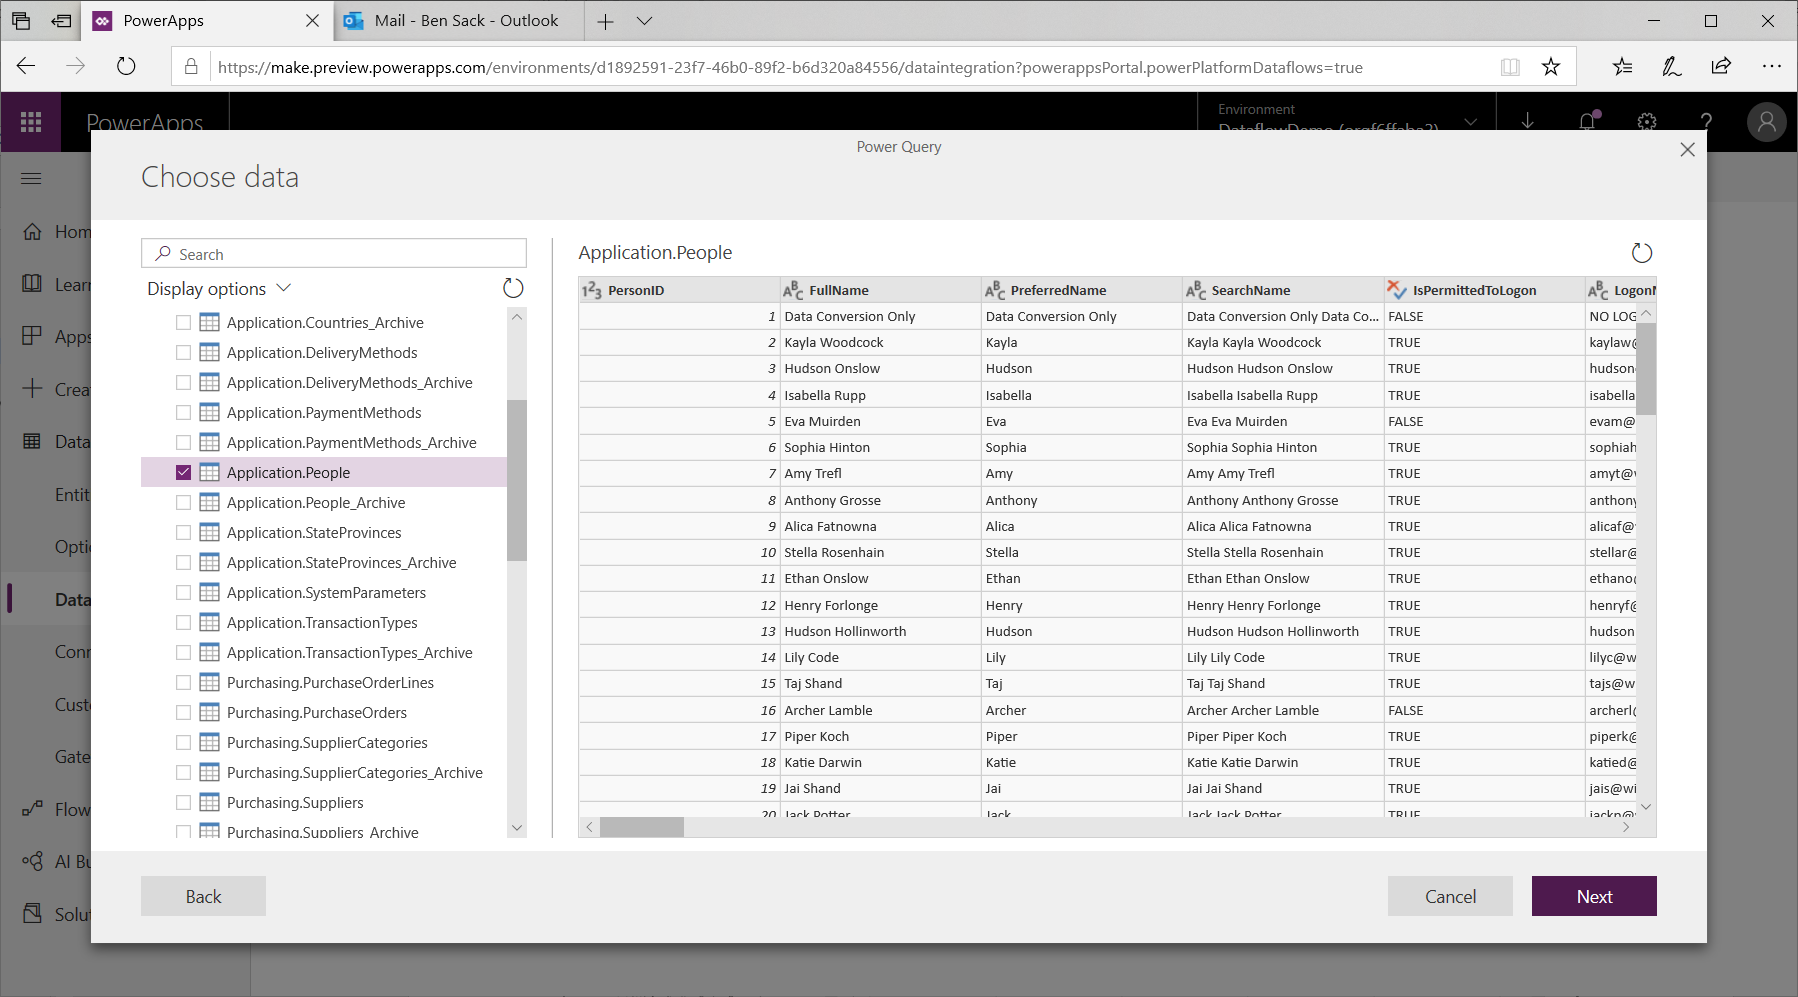 PowerApps
Mail - Ben Sack - Outlook
https://make.preview.powerapps.com/environments/d1892591-23f7-46b0-89f2-b6d320a84556/dataintegration?powerappsPortal.powerPlatformDataflows=true
PowerApps
Environment
Power Query
Choose data
Hom
Learn
Apps
Crea
Data
Entit
Opti
Data
Conn
Cust
Gate
Flow
AI Bu
Solut
Search
Display options
Application.Countries_Archive
Application.DeliveryMethods
Application.DeliveryMethods_Archive
Application.PaymentMethods
Application.PaymentMethods_Archive
Application.People
Application.People_Archive
Application.StateProvinces
Application.StateProvinces_Archive
Application.SystemParameters
Application.TransactionTypes
Application.TransactionTypes_Archive
Purchasing.PurchaseOrderLines
Purchasing.PurchaseOrders
Purchasing.SupplierCategories
Purchasing.SupplierCategories_Archive
Purchasing.Suppliers
Purchasing.Suppliers_Archive
Application.People
123 PersonID ABC FullName ABC PreferredName ABC SearchName IsPermittedToLogon ABC LogonN
1 Data Conversion Only Data Conversion Only Data Conversion Only Data Co... FALSE NO LOG
2 Kayla Woodcock Kayla Kayla Kayla Woodcock TRUE kaylaw@
3 Hudson Onslow Hudson Hudson Hudson Onslow TRUE hudson
4 Isabella Rupp Isabella Isabella Isabella Rupp TRUE isabella
5 Eva Muirden Eva Eva Eva Muirden FALSE evam@
6 Sophia Hinton Sophia Sophia Sophia Hinton TRUE sophiah
7 Amy Trefl Amy Amy Amy Trefl TRUE amyt@
8 Anthony Grosse Anthony Anthony Anthony Grosse TRUE anthony
9 Alica Fatnowna Alica Alica Alica Fatnowna TRUE alicaf@
10 Stella Rosenhain Stella Stella Stella Rosenhain TRUE stellar@
11 Ethan Onslow Ethan Ethan Ethan Onslow TRUE ethano
12 Henry Forlonge Henry Henry Henry Forlonge TRUE henryf@
13 Hudson Hollinworth Hudson Hudson Hudson Hollinworth TRUE hudson
14 Lily Code Lily Lily Lily Code TRUE lilyc@w
15 Taj Shand Taj Taj Taj Shand TRUE tajs@w
16 Archer Lamble Archer Archer Archer Lamble FALSE archerl
17 Piper Koch Piper Piper Piper Koch TRUE piperk@
18 Katie Darwin Katie Katie Katie Darwin TRUE katied@
19 Jai Shand Jai Jai Jai Shand TRUE jais@wi
20 Jack Potter Jack Jack Jack Potter TRUE jackp@
Back
Cancel
Next